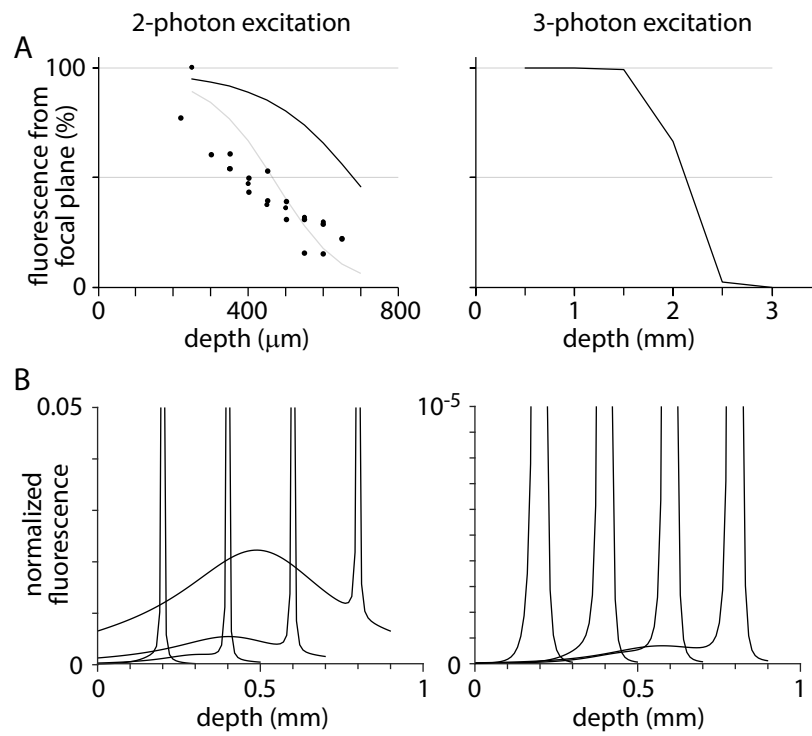 2-photon excitation
3-photon excitation
A
fluorescence from
focal plane (%)
100
0
0
400
800
depth (μm)
0
1
2
3
depth (mm)
B
normalized
fluorescence
0.05
0
0
0.5
1
depth (mm)
10-5
0
0
0.5
1
depth (mm)